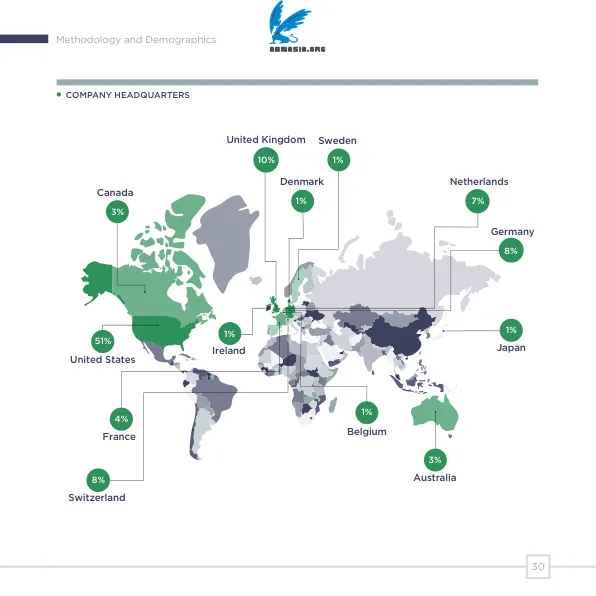 Methodology and Demographics
ABNASIA.ORG
COMPANY HEADQUARTERS
United Kingdom
10%
Sweden
1%
Denmark
1%
Canada
3%
Netherlands
7%
Germany
8%
51%
United States
1%
Ireland
1%
Japan
4%
France
1%
Belgium
3%
Australia
8%
Switzerland
30